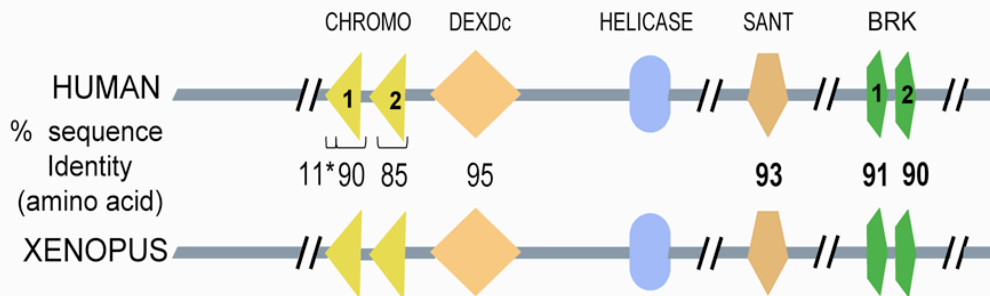 CHROMO DEXDc HELICASE SANT BRK
HUMAN 1 2 1 2
% sequence
Identity
(amino acid)
11* 90 85 95 93 91 90
XENOPUS